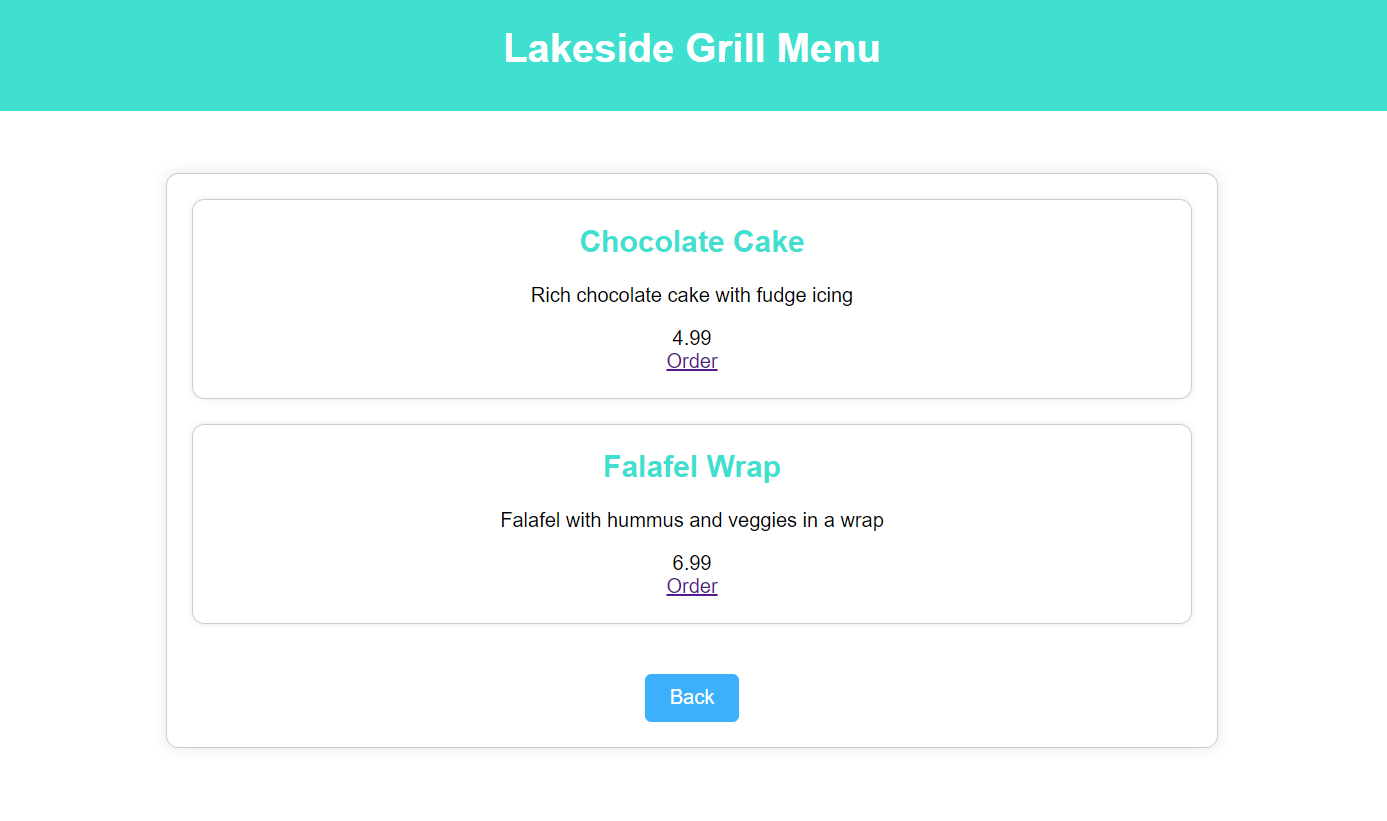 Lakeside Grill Menu
Chocolate Cake
Rich chocolate cake with fudge icing
4.99
Order
Falafel Wrap
Falafel with hummus and veggies in a wrap
6.99
Order
Back